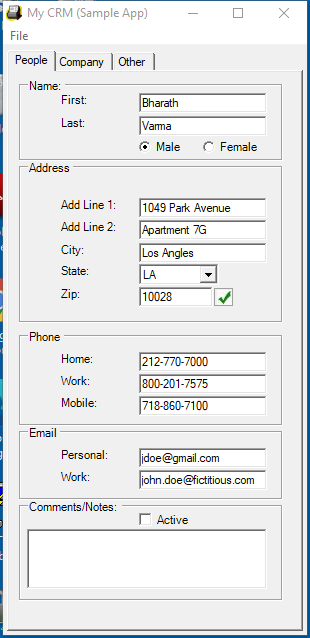 My CRM (Sample App)
File
People Company Other
Name:
First: Bharath
Last: Varma
Male Female
Address
Add Line 1: 1049 Park Avenue
Add Line 2: Apartment 7G
City: Los Angles
State: LA
Zip: 10028
Phone
Home: 212-770-7000
Work: 800-201-7575
Mobile: 718-860-7100
Email
Personal: jdoe@gmail.com
Work: john.doe@fictitious.com
Comments/Notes:
Active